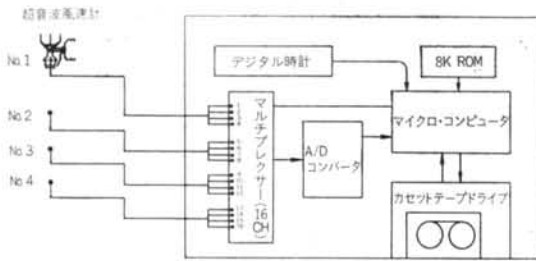 超音波風速計
No.1
No.2
No.3
No.4
デジタル時計
8K ROM
マルチプレクサー(16CH)
A/D
コンバータ
マイクロ・コンピュータ
カセットテープドライブ